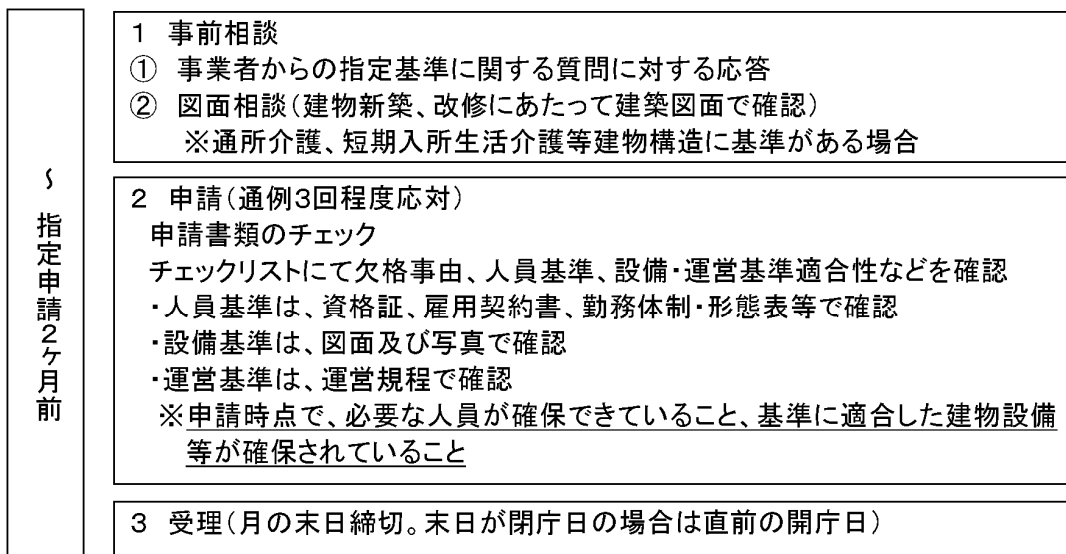 ～ 指定申請2ヶ月前
1 事前相談
① 事業者からの指定基準に関する質問に対する応答
② 図面相談（建物新築、改修にあたって建築図面で確認）
※通所介護、短期入所生活介護等建物構造に基準がある場合
2 申請（通例3回程度応対）
申請書類のチェック
チェックリストにて欠格事由、人員基準、設備・運営基準適合性などを確認
・人員基準は、資格証、雇用契約書、勤務体制・形態表等で確認
・設備基準は、図面及び写真で確認
・運営基準は、運営規程で確認
※申請時点で、必要な人員が確保できていること、基準に適合した建物設備
等が確保されていること
3 受理（月の末日締切。末日が閉庁日の場合は直前の開庁日）